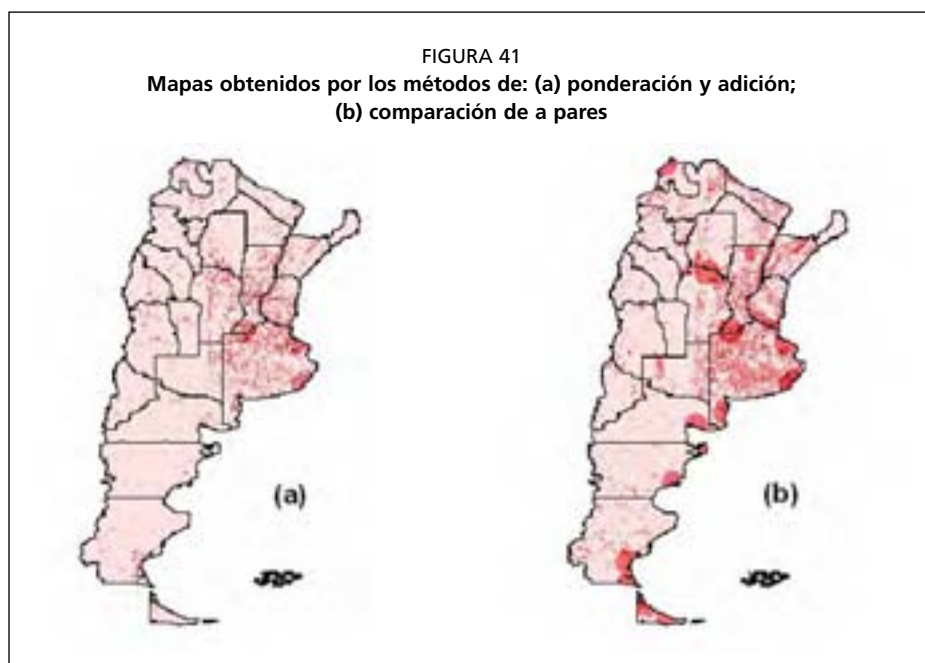 FIGURA 41
Mapas obtenidos por los métodos de: (a) ponderación y adición;
(b) comparación de a pares
(a)
(b)